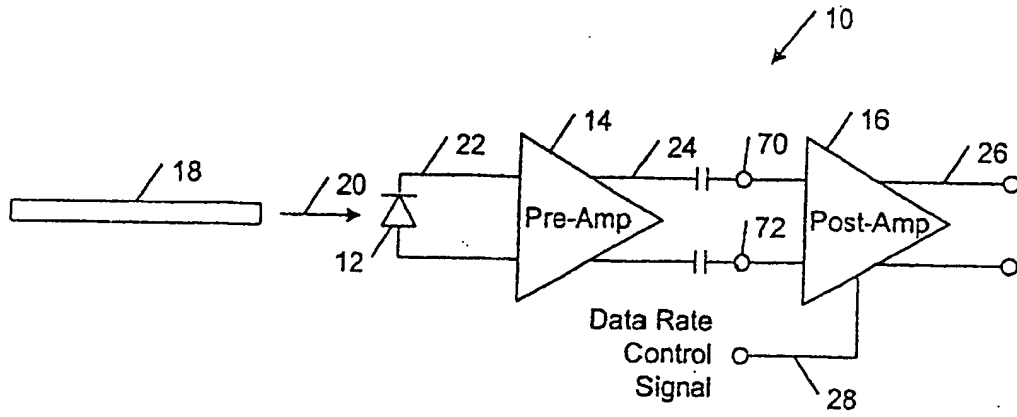 10
14
16
22
24
70
26
18
20
12
Pre-Amp
72
Post-Amp
Data Rate
Control
Signal
28